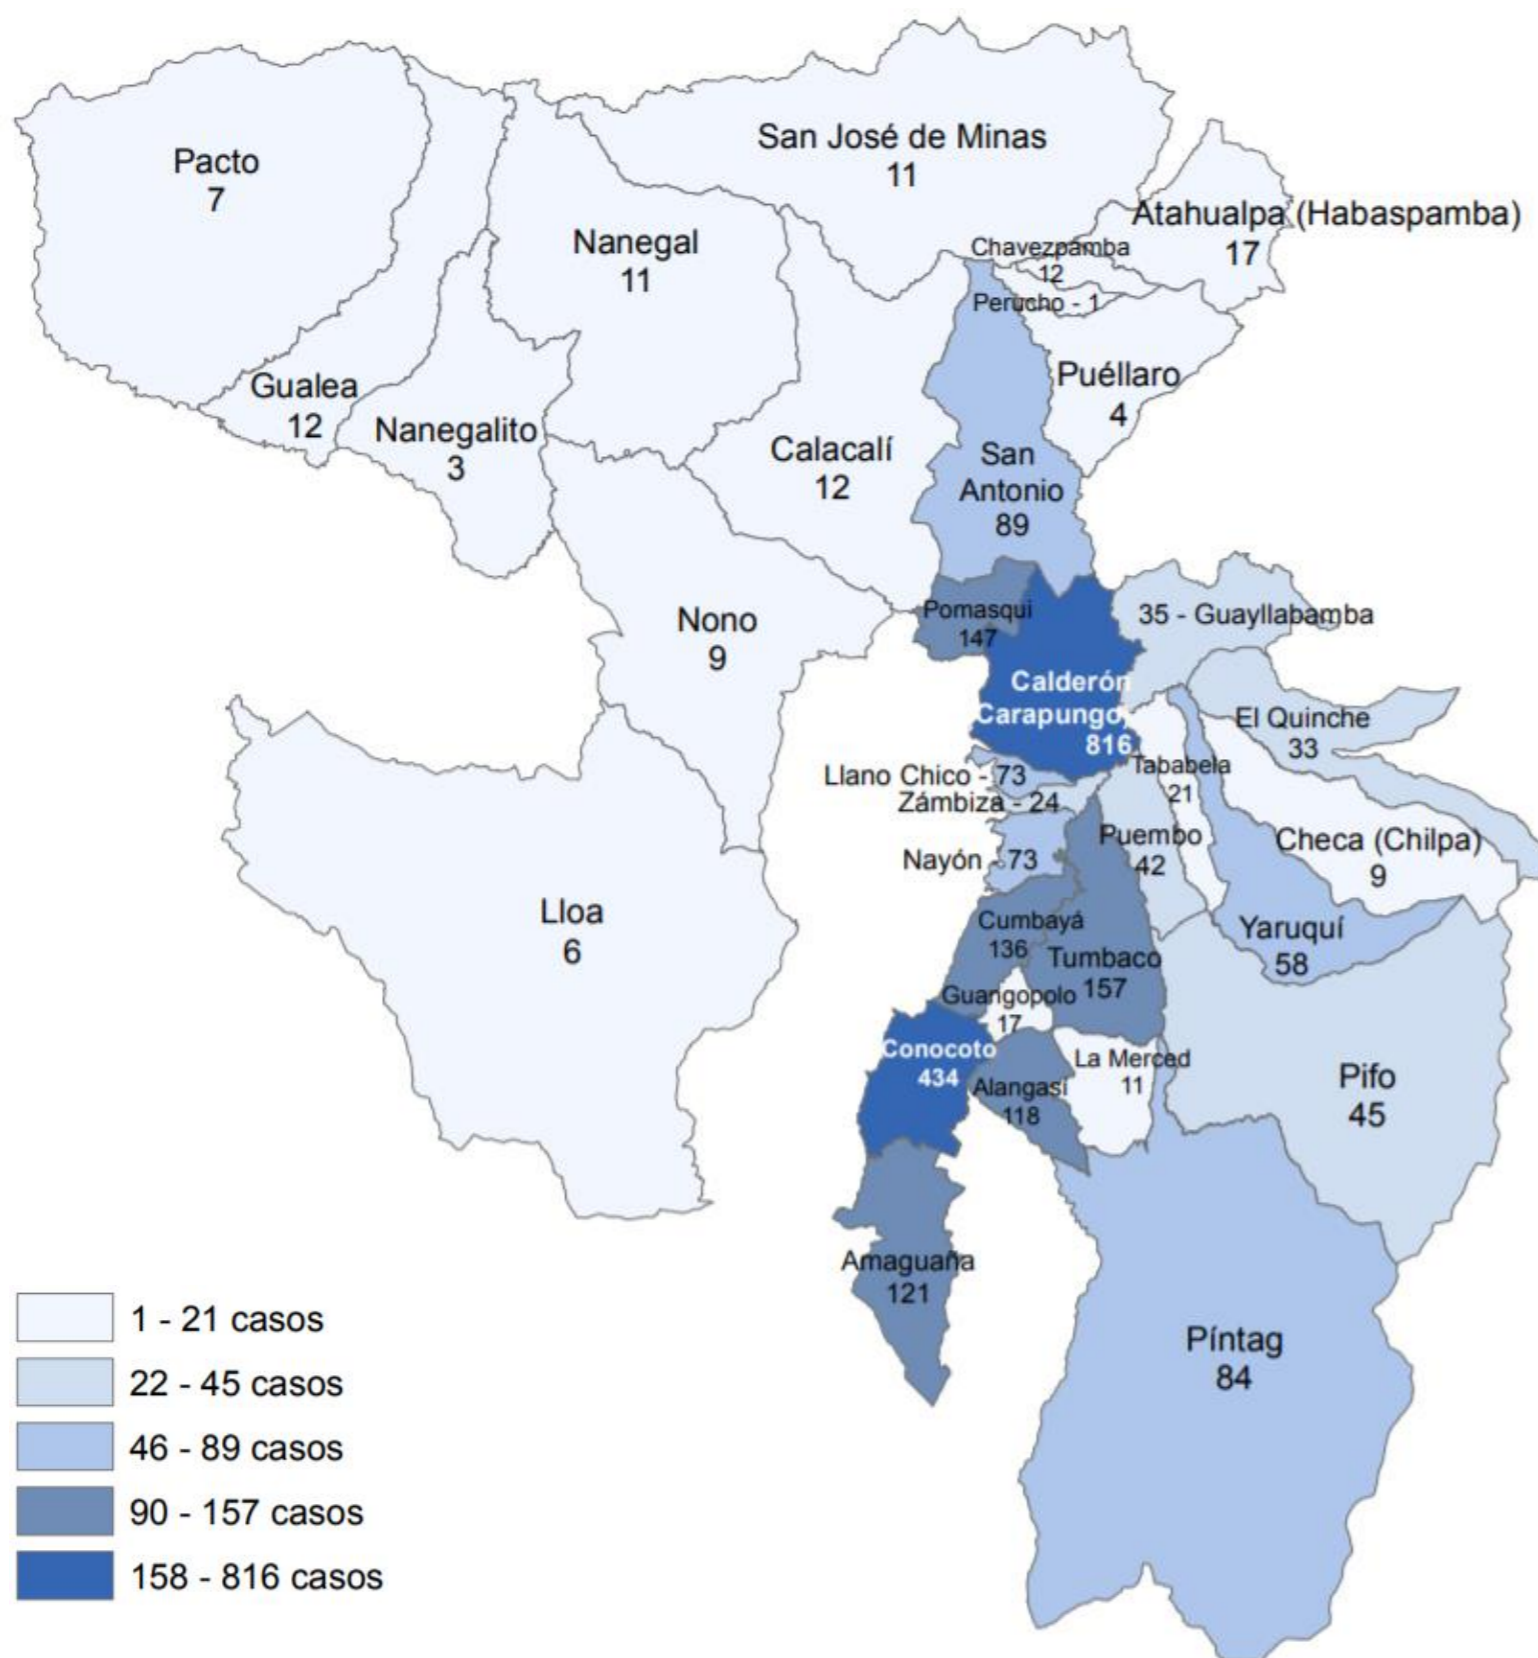 San José de Minas
11
Pacto
7
Atahualpa (Habaspamba)
17
Nanegal
11
Chavezpamba
12
Perucho - 1
Puéllaro
4
Gualea
12
Nanegalito
3
Calacalí
12
San
Antonio
89
Nono
9
Pomasqui
147
35 - Guayllabamba
Calderón
Carapungo,
816
El Quinche
33
Llano Chico - 73
Zámbiza - 24
Tababela
21
Nayón - 73
Puembo
42
Checa (Chilpa)
9
Lloa
6
Cumbayá
136
Tumbaco
157
Yaruquí
58
Guangopolo
17
Conocoto
434
Alangasí
118
La Merced
11
Pifo
45
Amaguaña
121
Píntag
84
1 - 21 casos
22 - 45 casos
46 - 89 casos
90 - 157 casos
158 - 816 casos